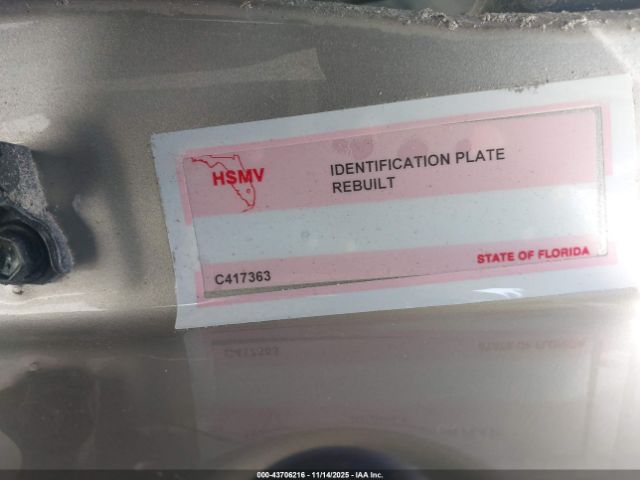 HSMV
IDENTIFICATION PLATE
REBUILT
C417363
STATE OF FLORIDA
000-43706216 - 11/14/2025 - IAA Inc.